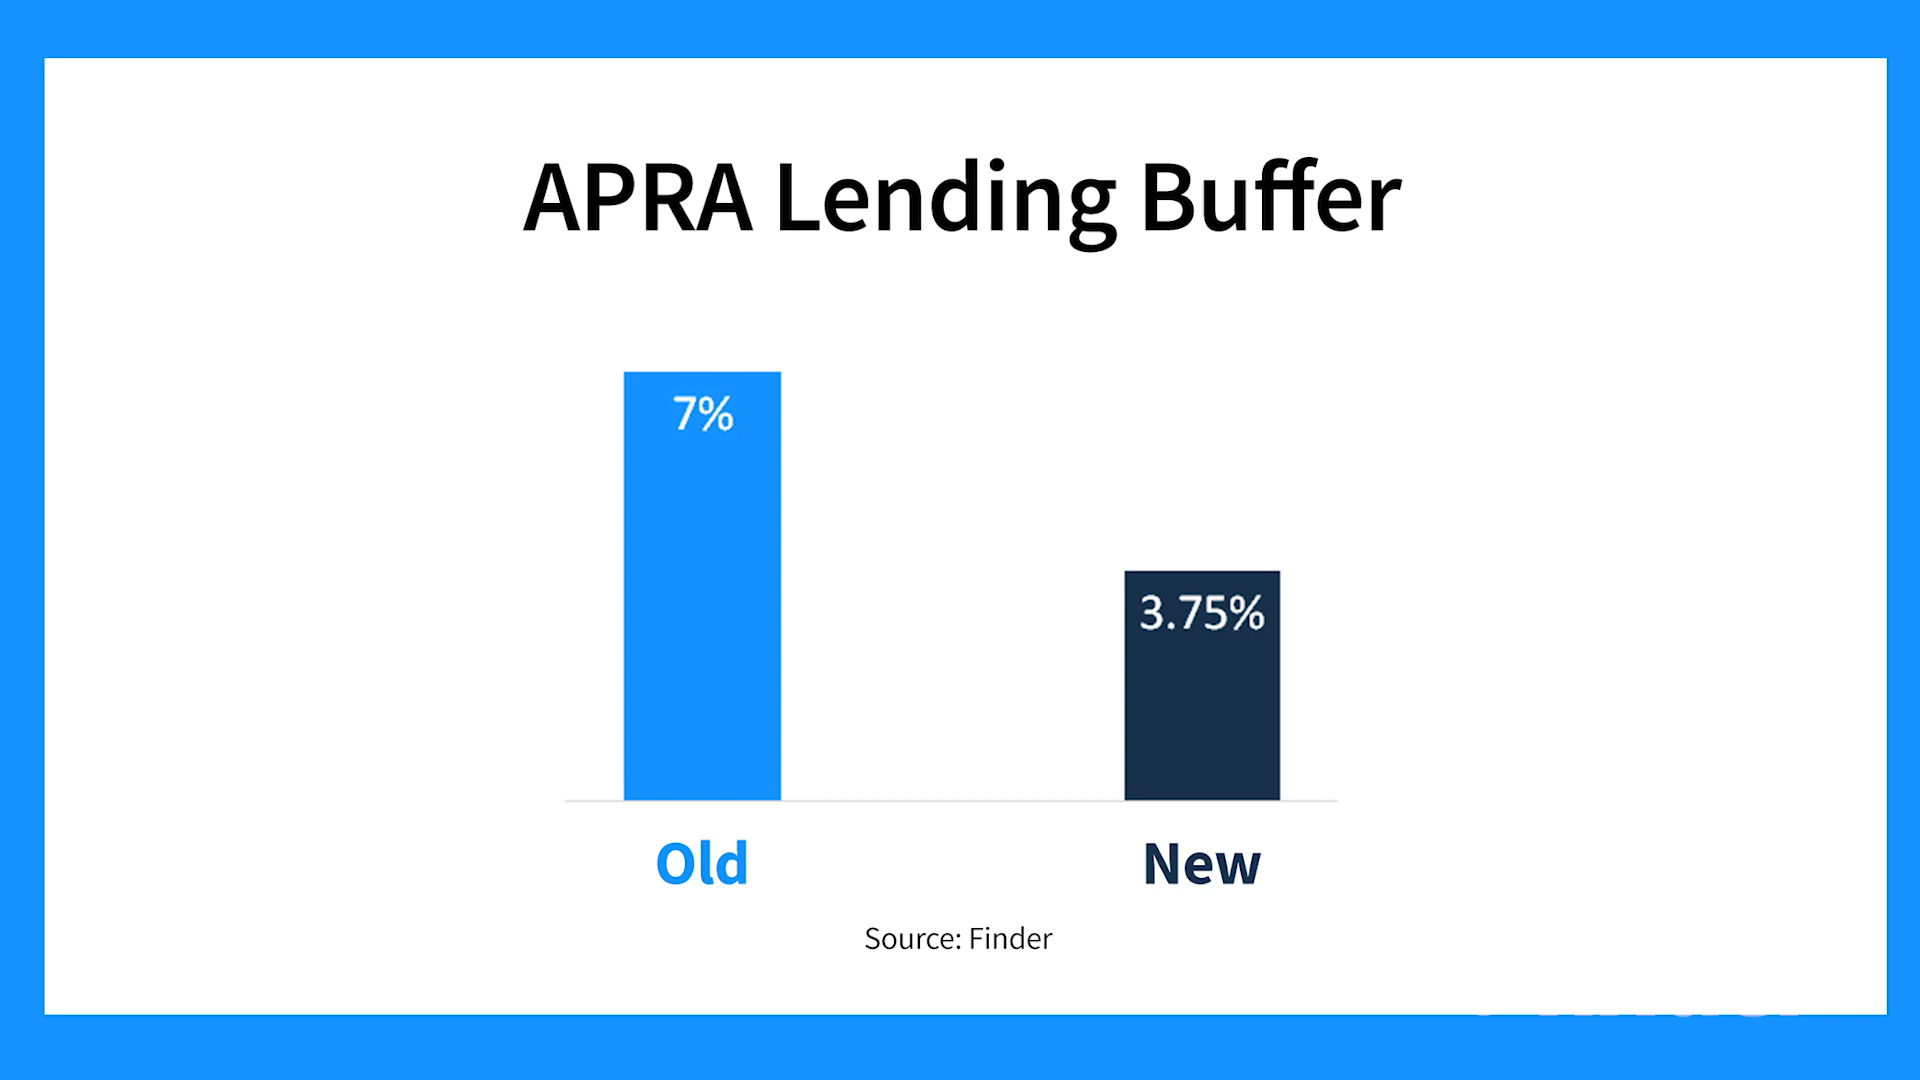 APRA Lending Buffer
7%
3.75%
Old
New
Source: Finder